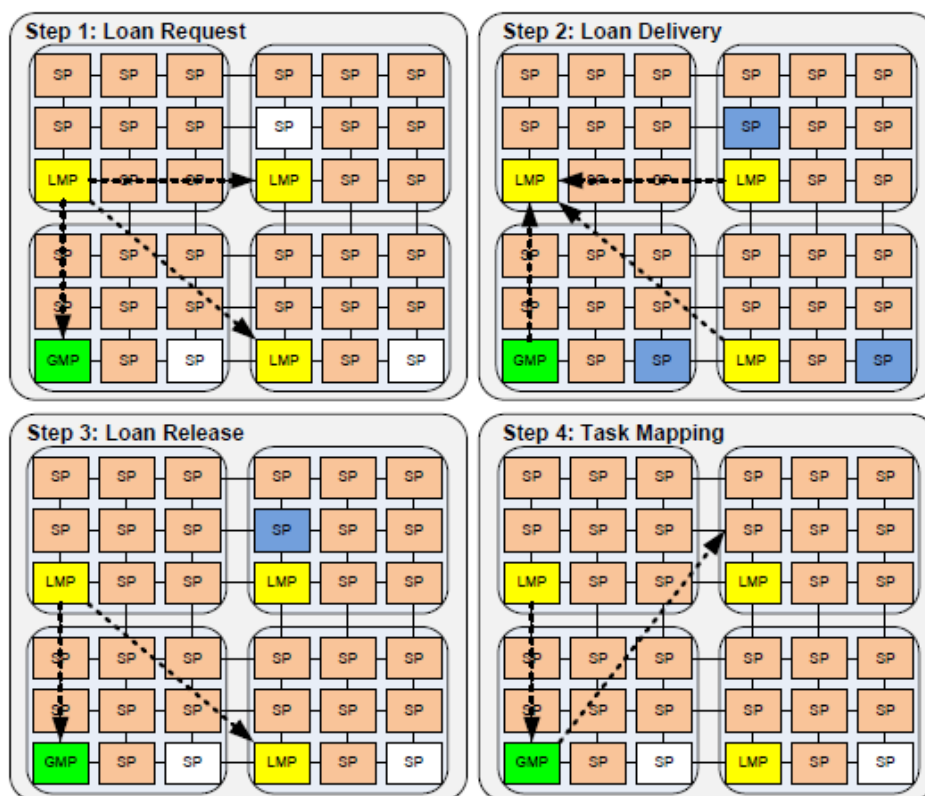 Step 1: Loan Request
SP SP SP SP SP SP
SP SP SP SP SP SP
LMP SP SP LMP SP SP
SP SP SP SP SP SP
SP SP SP SP SP SP
GMP SP SP LMP SP SP
Step 2: Loan Delivery
SP SP SP SP SP SP
SP SP SP SP SP SP
LMP SP SP LMP SP SP
SP SP SP SP SP SP
SP SP SP SP SP SP
GMP SP SP LMP SP SP
Step 3: Loan Release
SP SP SP SP SP SP
SP SP SP SP SP SP
LMP SP SP LMP SP SP
SP SP SP SP SP SP
SP SP SP SP SP SP
GMP SP SP LMP SP SP
Step 4: Task Mapping
SP SP SP SP SP SP
SP SP SP SP SP SP
LMP SP SP LMP SP SP
SP SP SP SP SP SP
SP SP SP SP SP SP
GMP SP SP LMP SP SP